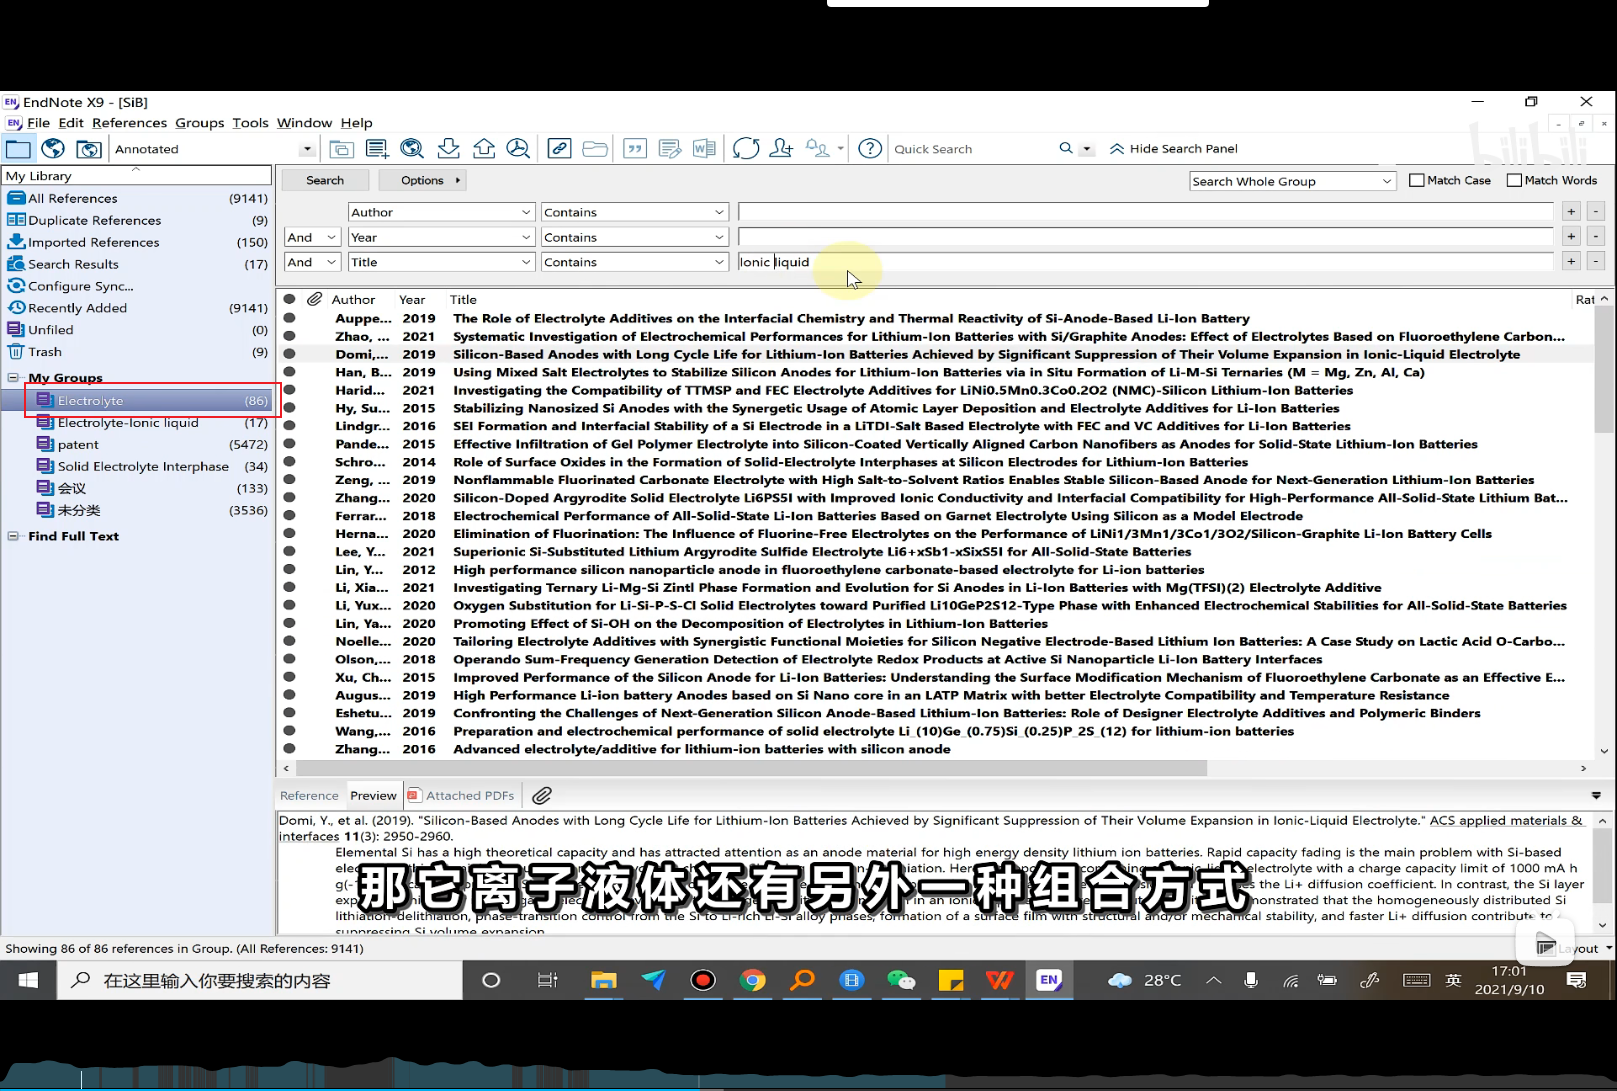 EndNote X9 - [SiB]
File Edit References Groups Tools Window Help
Annotated
Quick Search
Hide Search Panel
bilibili
My Library
All References (9141)
Duplicate References (9)
Imported References (150)
Search Results (17)
Configure Sync...
Recently Added (9141)
Unfiled (0)
Trash (9)
My Groups
Electrolyte (86)
Electrolyte-Ionic liquid (17)
patent (5472)
Solid Electrolyte Interphase (34)
会议 (133)
未分类 (3536)
Find Full Text
Search Options Search Whole Group Match Case Match Words
Author Contains + -
And Year Contains + -
And Title Contains Ionic liquid + -
Author Year Title Rat
Auppe... 2019 The Role of Electrolyte Additives on the Interfacial Chemistry and Thermal Reactivity of Si-Anode-Based Li-Ion Battery
Zhao, ... 2021 Systematic Investigation of Electrochemical Performances for Lithium-Ion Batteries with Si/Graphite Anodes: Effect of Electrolytes Based on Fluoroethylene Carbon...
Domi,... 2019 Silicon-Based Anodes with Long Cycle Life for Lithium-Ion Batteries Achieved by Significant Suppression of Their Volume Expansion in Ionic-Liquid Electrolyte
Han, B... 2019 Using Mixed Salt Electrolytes to Stabilize Silicon Anodes for Lithium-Ion Batteries via in Situ Formation of Li-M-Si Ternaries (M = Mg, Zn, Al, Ca)
Harid... 2021 Investigating the Compatibility of TTMSP and FEC Electrolyte Additives for LiNi0.5Mn0.3Co0.2O2 (NMC)-Silicon Lithium-Ion Batteries
Hy, Su... 2015 Stabilizing Nanosized Si Anodes with the Synergetic Usage of Atomic Layer Deposition and Electrolyte Additives for Li-Ion Batteries
Lindgr... 2016 SEI Formation and Interfacial Stability of a Si Electrode in a LiTDI-Salt Based Electrolyte with FEC and VC Additives for Li-Ion Batteries
Pande... 2015 Effective Infiltration of Gel Polymer Electrolyte into Silicon-Coated Vertically Aligned Carbon Nanofibers as Anodes for Solid-State Lithium-Ion Batteries
Schro... 2014 Role of Surface Oxides in the Formation of Solid-Electrolyte Interphases at Silicon Electrodes for Lithium-Ion Batteries
Zeng, ... 2019 Nonflammable Fluorinated Carbonate Electrolyte with High Salt-to-Solvent Ratios Enables Stable Silicon-Based Anode for Next-Generation Lithium-Ion Batteries
Zhang... 2020 Silicon-Doped Argyrodite Solid Electrolyte Li6PS5I with Improved Ionic Conductivity and Interfacial Compatibility for High-Performance All-Solid-State Lithium Bat...
Ferrar... 2018 Electrochemical Performance of All-Solid-State Li-Ion Batteries Based on Garnet Electrolyte Using Silicon as a Model Electrode
Herna... 2020 Elimination of Fluorination: The Influence of Fluorine-Free Electrolytes on the Performance of LiNi1/3Mn1/3Co1/3O2/Silicon-Graphite Li-Ion Battery Cells
Lee, Y... 2021 Superionic Si-Substituted Lithium Argyrodite Sulfide Electrolyte Li6+xSb1-xSixS5I for All-Solid-State Batteries
Lin, Y... 2012 High performance silicon nanoparticle anode in fluoroethylene carbonate-based electrolyte for Li-ion batteries
Li, Xia... 2021 Investigating Ternary Li-Mg-Si Zintl Phase Formation and Evolution for Si Anodes in Li-Ion Batteries with Mg(TFSI)(2) Electrolyte Additive
Li, Yux... 2020 Oxygen Substitution for Li-Si-P-S-Cl Solid Electrolytes toward Purified Li10GeP2S12-Type Phase with Enhanced Electrochemical Stabilities for All-Solid-State Batteries
Lin, Ya... 2020 Promoting Effect of Si-OH on the Decomposition of Electrolytes in Lithium-Ion Batteries
Noelle... 2020 Tailoring Electrolyte Additives with Synergistic Functional Moieties for Silicon Negative Electrode-Based Lithium Ion Batteries: A Case Study on Lactic Acid O-Carbo...
Olson,... 2018 Operando Sum-Frequency Generation Detection of Electrolyte Redox Products at Active Si Nanoparticle Li-Ion Battery Interfaces
Xu, Ch... 2015 Improved Performance of the Silicon Anode for Li-Ion Batteries: Understanding the Surface Modification Mechanism of Fluoroethylene Carbonate as an Effective E...
Augus... 2019 High Performance Li-ion battery Anodes based on Si Nano core in an LATP Matrix with better Electrolyte Compatibility and Temperature Resistance
Eshetu... 2019 Confronting the Challenges of Next-Generation Silicon Anode-Based Lithium-Ion Batteries: Role of Designer Electrolyte Additives and Polymeric Binders
Wang,... 2016 Preparation and electrochemical performance of solid electrolyte Li_(10)Ge_(0.75)Si_(0.25)P_2S_(12) for lithium-ion batteries
Zhang... 2016 Advanced electrolyte/additive for lithium-ion batteries with silicon anode
Reference Preview Attached PDFs
Domi, Y., et al. (2019). "Silicon-Based Anodes with Long Cycle Life for Lithium-Ion Batteries Achieved by Significant Suppression of Their Volume Expansion in Ionic-Liquid Electrolyte." ACS applied materials &
interfaces 11(3): 2950-2960.
Elemental Si has a high theoretical capacity and has attracted attention as an anode material for high energy density lithium ion batteries. Rapid capacity fading is the main problem with Si-based
with a charge capacity limit of 1000 mA h
the Li+ diffusion coefficient. In contrast, the Si layer
that the homogeneously distributed Si
lithiation-delithiation, phase-transition control from the Si to Li-rich Li-Si alloy phases, formation of a surface film with structural and/or mechanical stability, and faster Li+ diffusion contribute to
suppressing Si volume expansion.
那它离子液体还有另外一种组合方式
Showing 86 of 86 references in Group. (All References: 9141)
Layout
在这里输入你要搜索的内容
28°C
英
17:01
2021/9/10